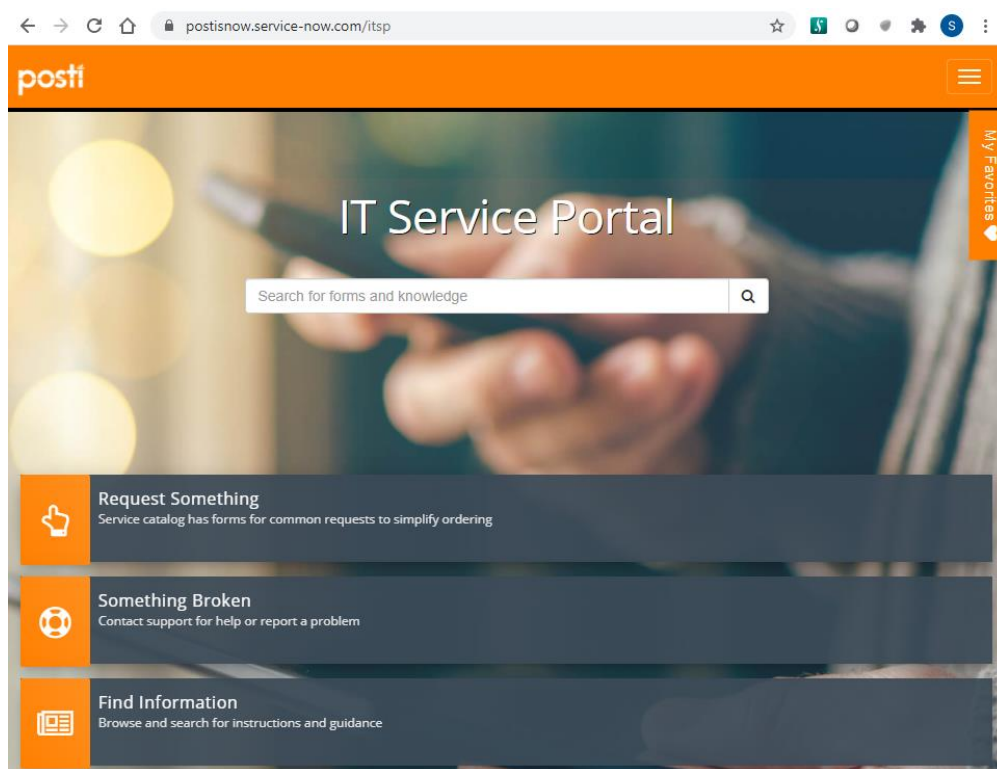 postisnow.service-now.com/itsp
S
posti
My Favorites
IT Service Portal
Search for forms and knowledge
Request Something
Service catalog has forms for common requests to simplify ordering
Something Broken
Contact support for help or report a problem
Find Information
Browse and search for instructions and guidance